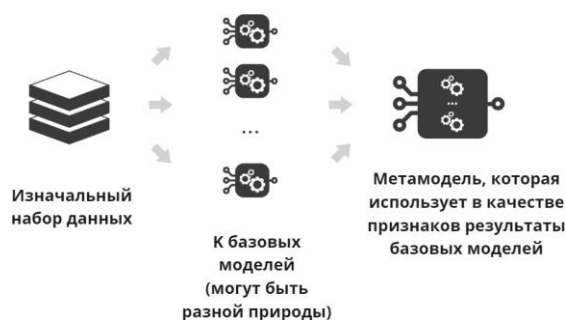 ...
...
Изначальный
набор данных
К базовых
моделей
(могут быть
разной природы)
Метамодель, которая
использует в качестве
признаков результаты
базовых моделей